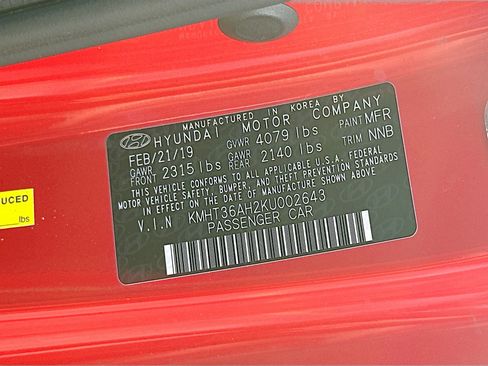 MANUFACTURED IN KOREA BY
HYUNDAI MOTOR COMPANY
FEB/21/19 GVWR 4079 lbs PAINT MFR
GAWR FRONT 2315 lbs GAWR REAR 2140 lbs TRIM NNB
THIS VEHICLE CONFORMS TO ALL APPLICABLE U.S.A. FEDERAL
MOTOR VEHICLE SAFETY, BUMPER, AND THEFT PREVENTION STANDARDS
IN EFFECT ON THE DATE OF MANUFACTURE SHOWN ABOVE
V.I.N KMHT36AH2KU002643
PASSENGER CAR
UCED
lbs